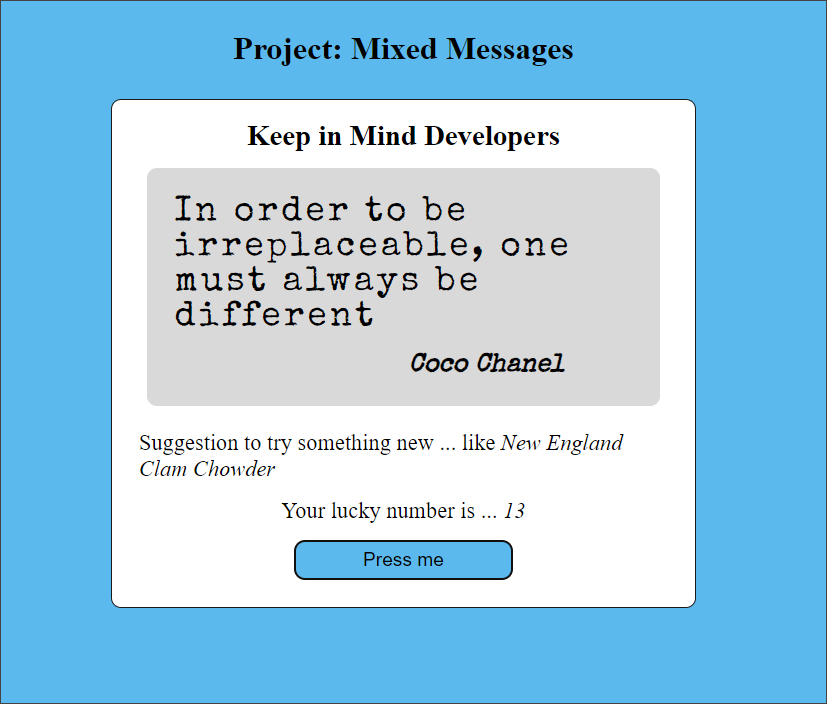 Project: Mixed Messages
Keep in Mind Developers
In order to be
irreplaceable, one
must always be
different
Coco Chanel
Suggestion to try something new ... like New England
Clam Chowder
Your lucky number is ... 13
Press me